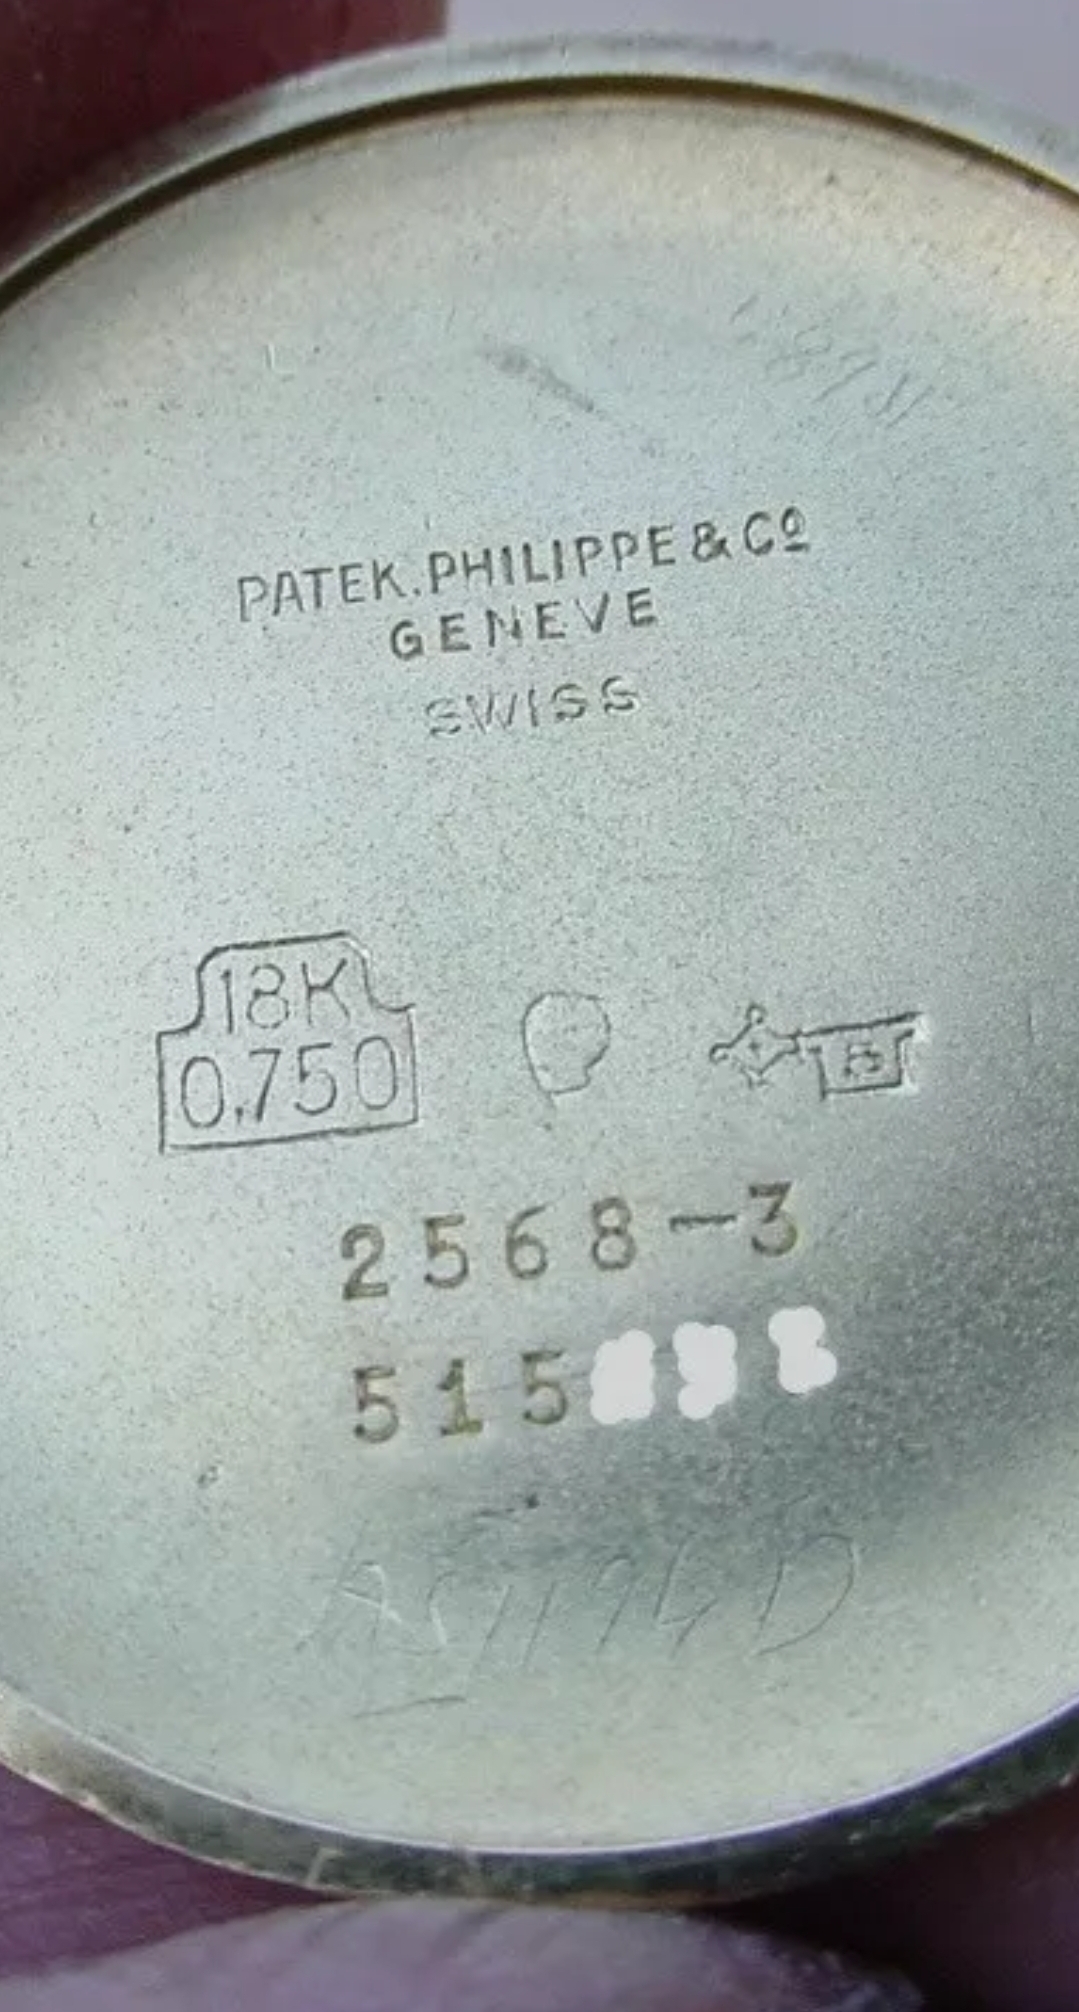 PATEK.PHILIPPE & Cº
GENEVE
SWISS
18K
0,750
2568-3
515